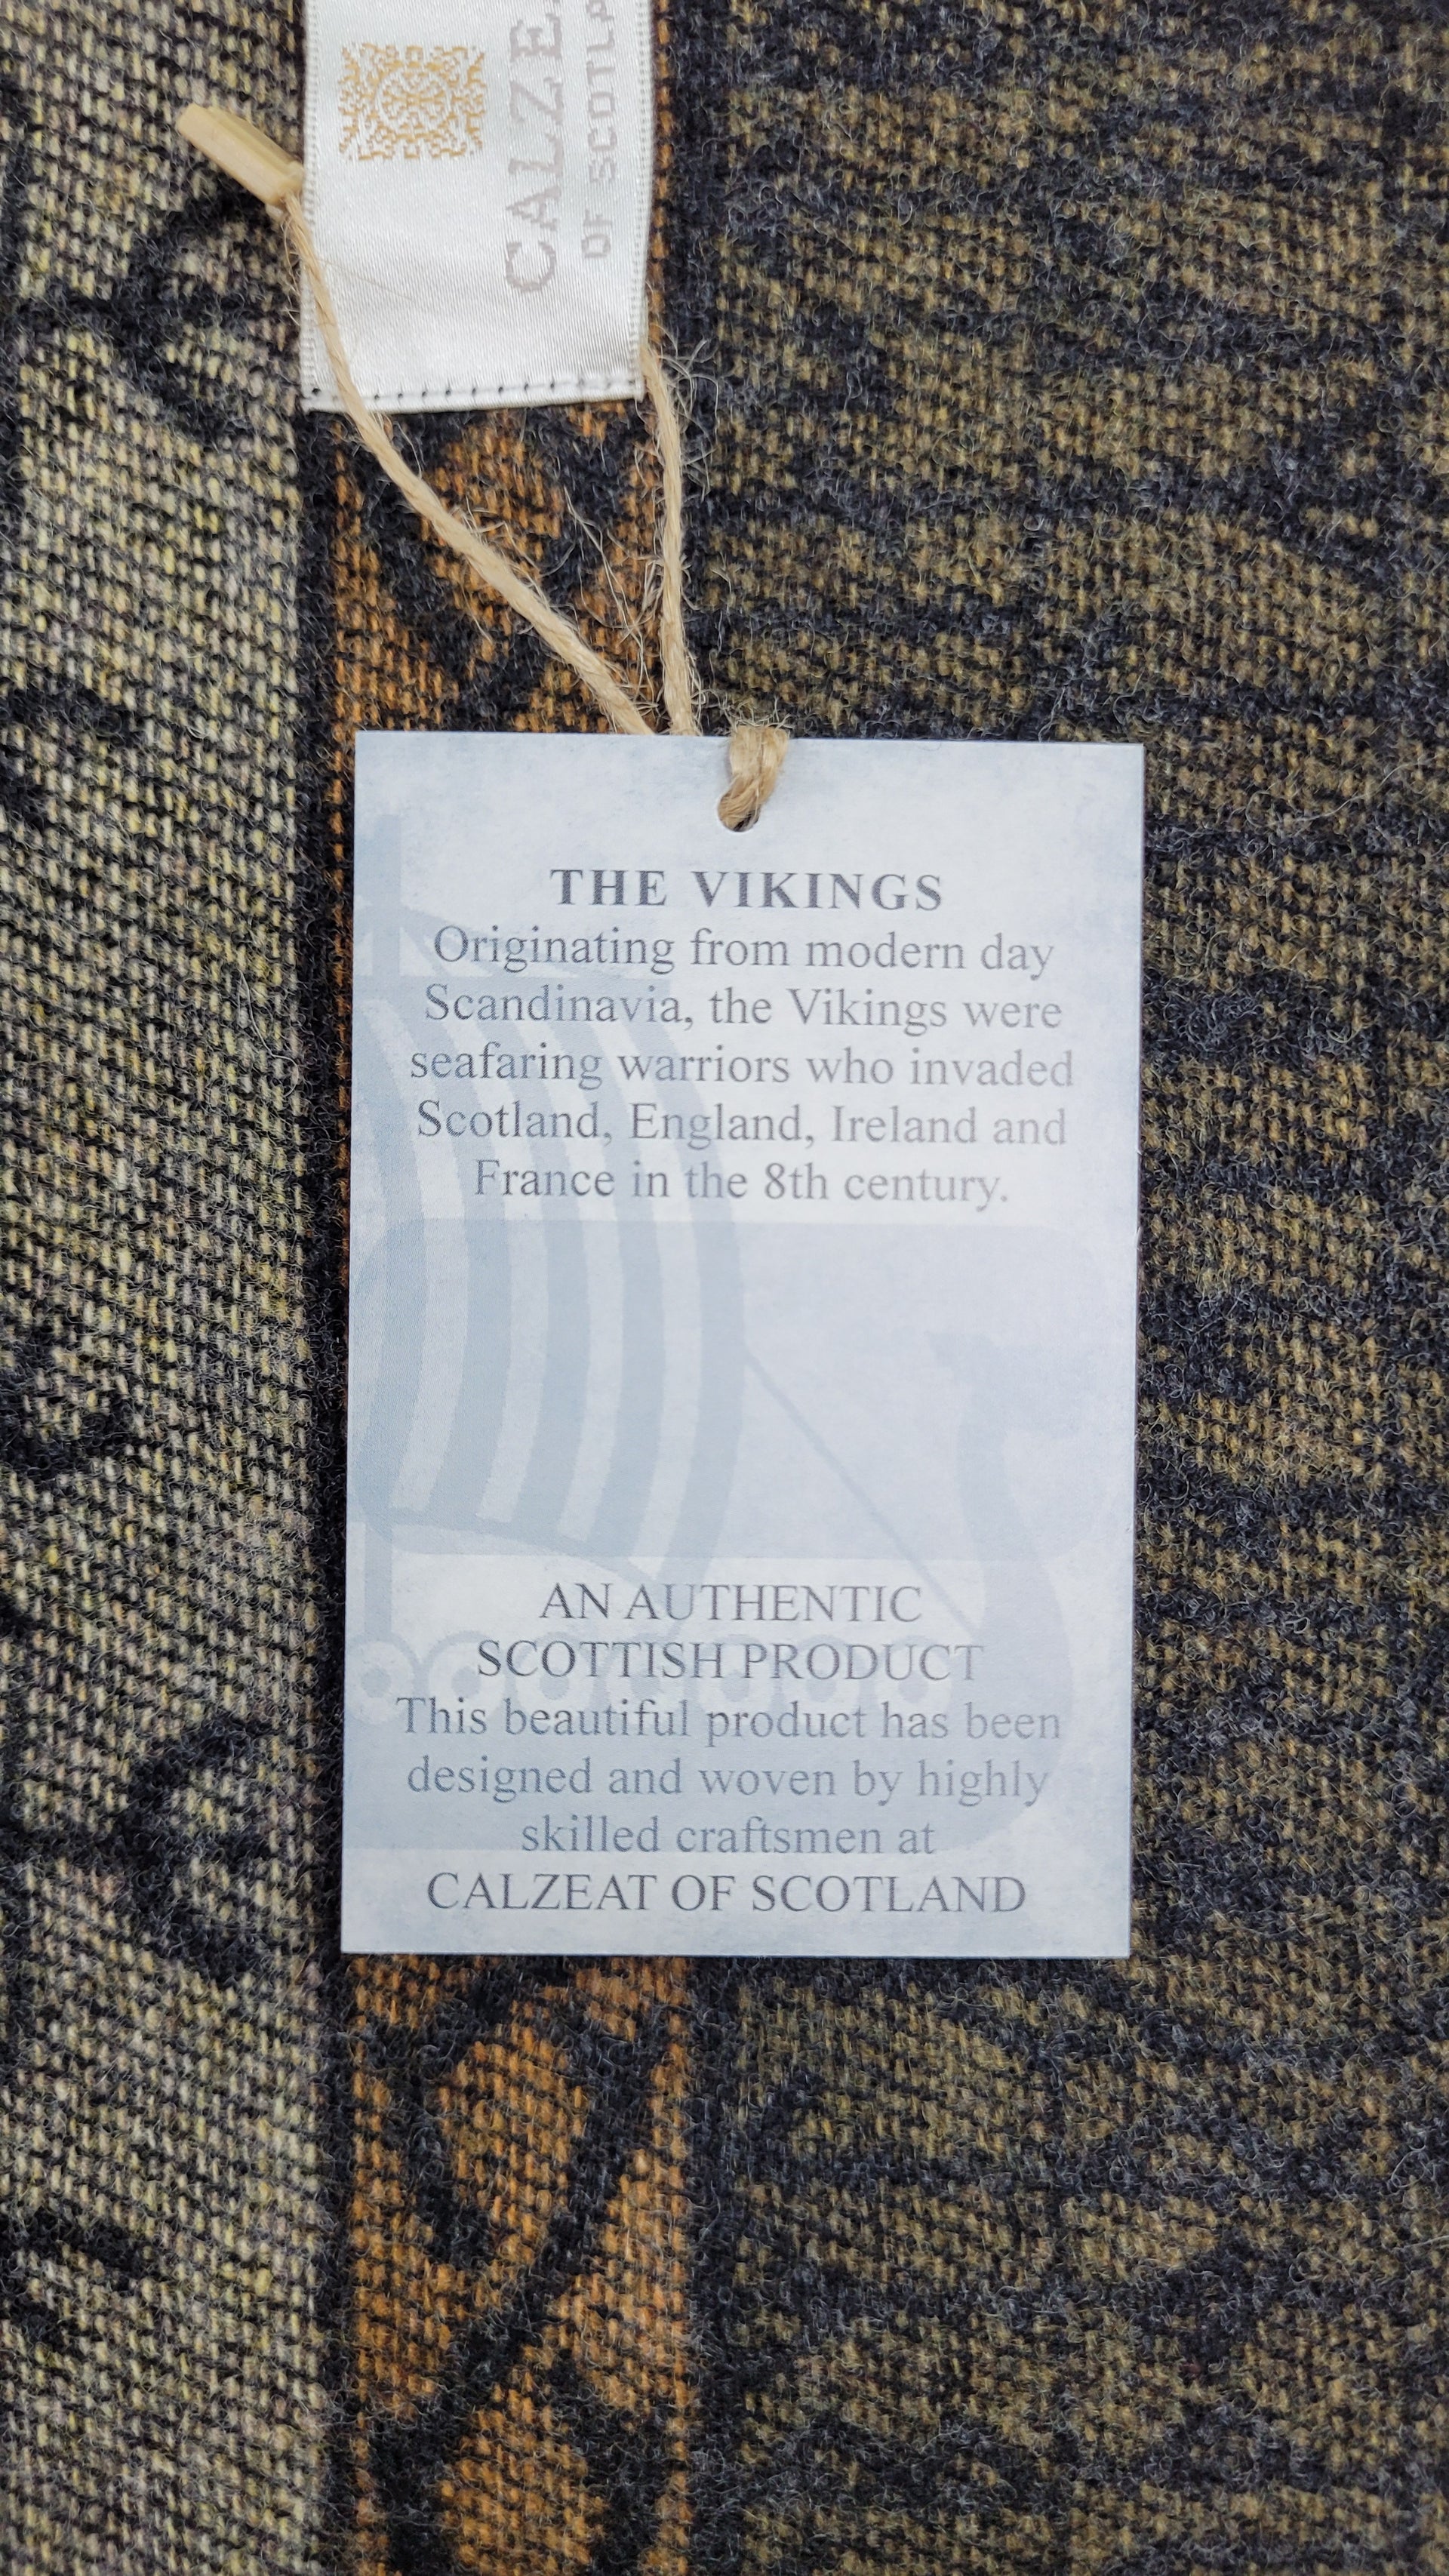 OF SCOTLA
THE VIKINGS
Originating from modern day
Scandinavia, the Vikings were
seafaring warriors who invaded
Scotland, England, Ireland and
France in the 8th century.
AN AUTHENTIC
SCOTTISH PRODUCT
This beautiful product has been
designed and woven by highly
skilled craftsmen at
CALZEAT OF SCOTLAND